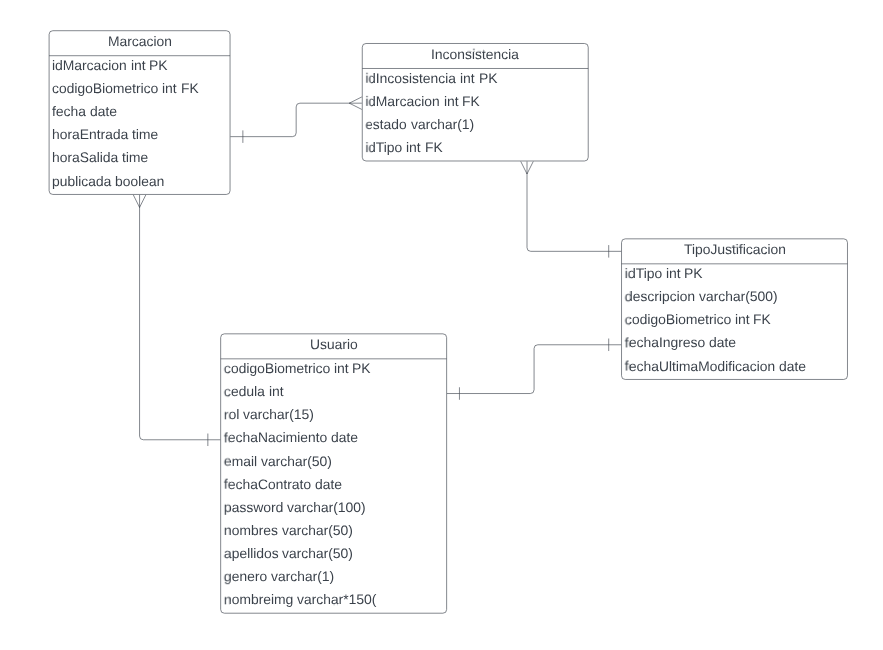 Marcacion
idMarcacion int PK
codigoBiometrico int FK
fecha date
horaEntrada time
horaSalida time
publicada boolean
Inconsistencia
idIncosistencia int PK
idMarcacion int FK
estado varchar(1)
idTipo int FK
TipoJustificacion
idTipo int PK
descripcion varchar(500)
codigoBiometrico int FK
fechaIngreso date
fechaUltimaModificacion date
Usuario
codigoBiometrico int PK
cedula int
rol varchar(15)
fechaNacimiento date
email varchar(50)
fechaContrato date
password varchar(100)
nombres varchar(50)
apellidos varchar(50)
genero varchar(1)
nombreimg varchar*150(